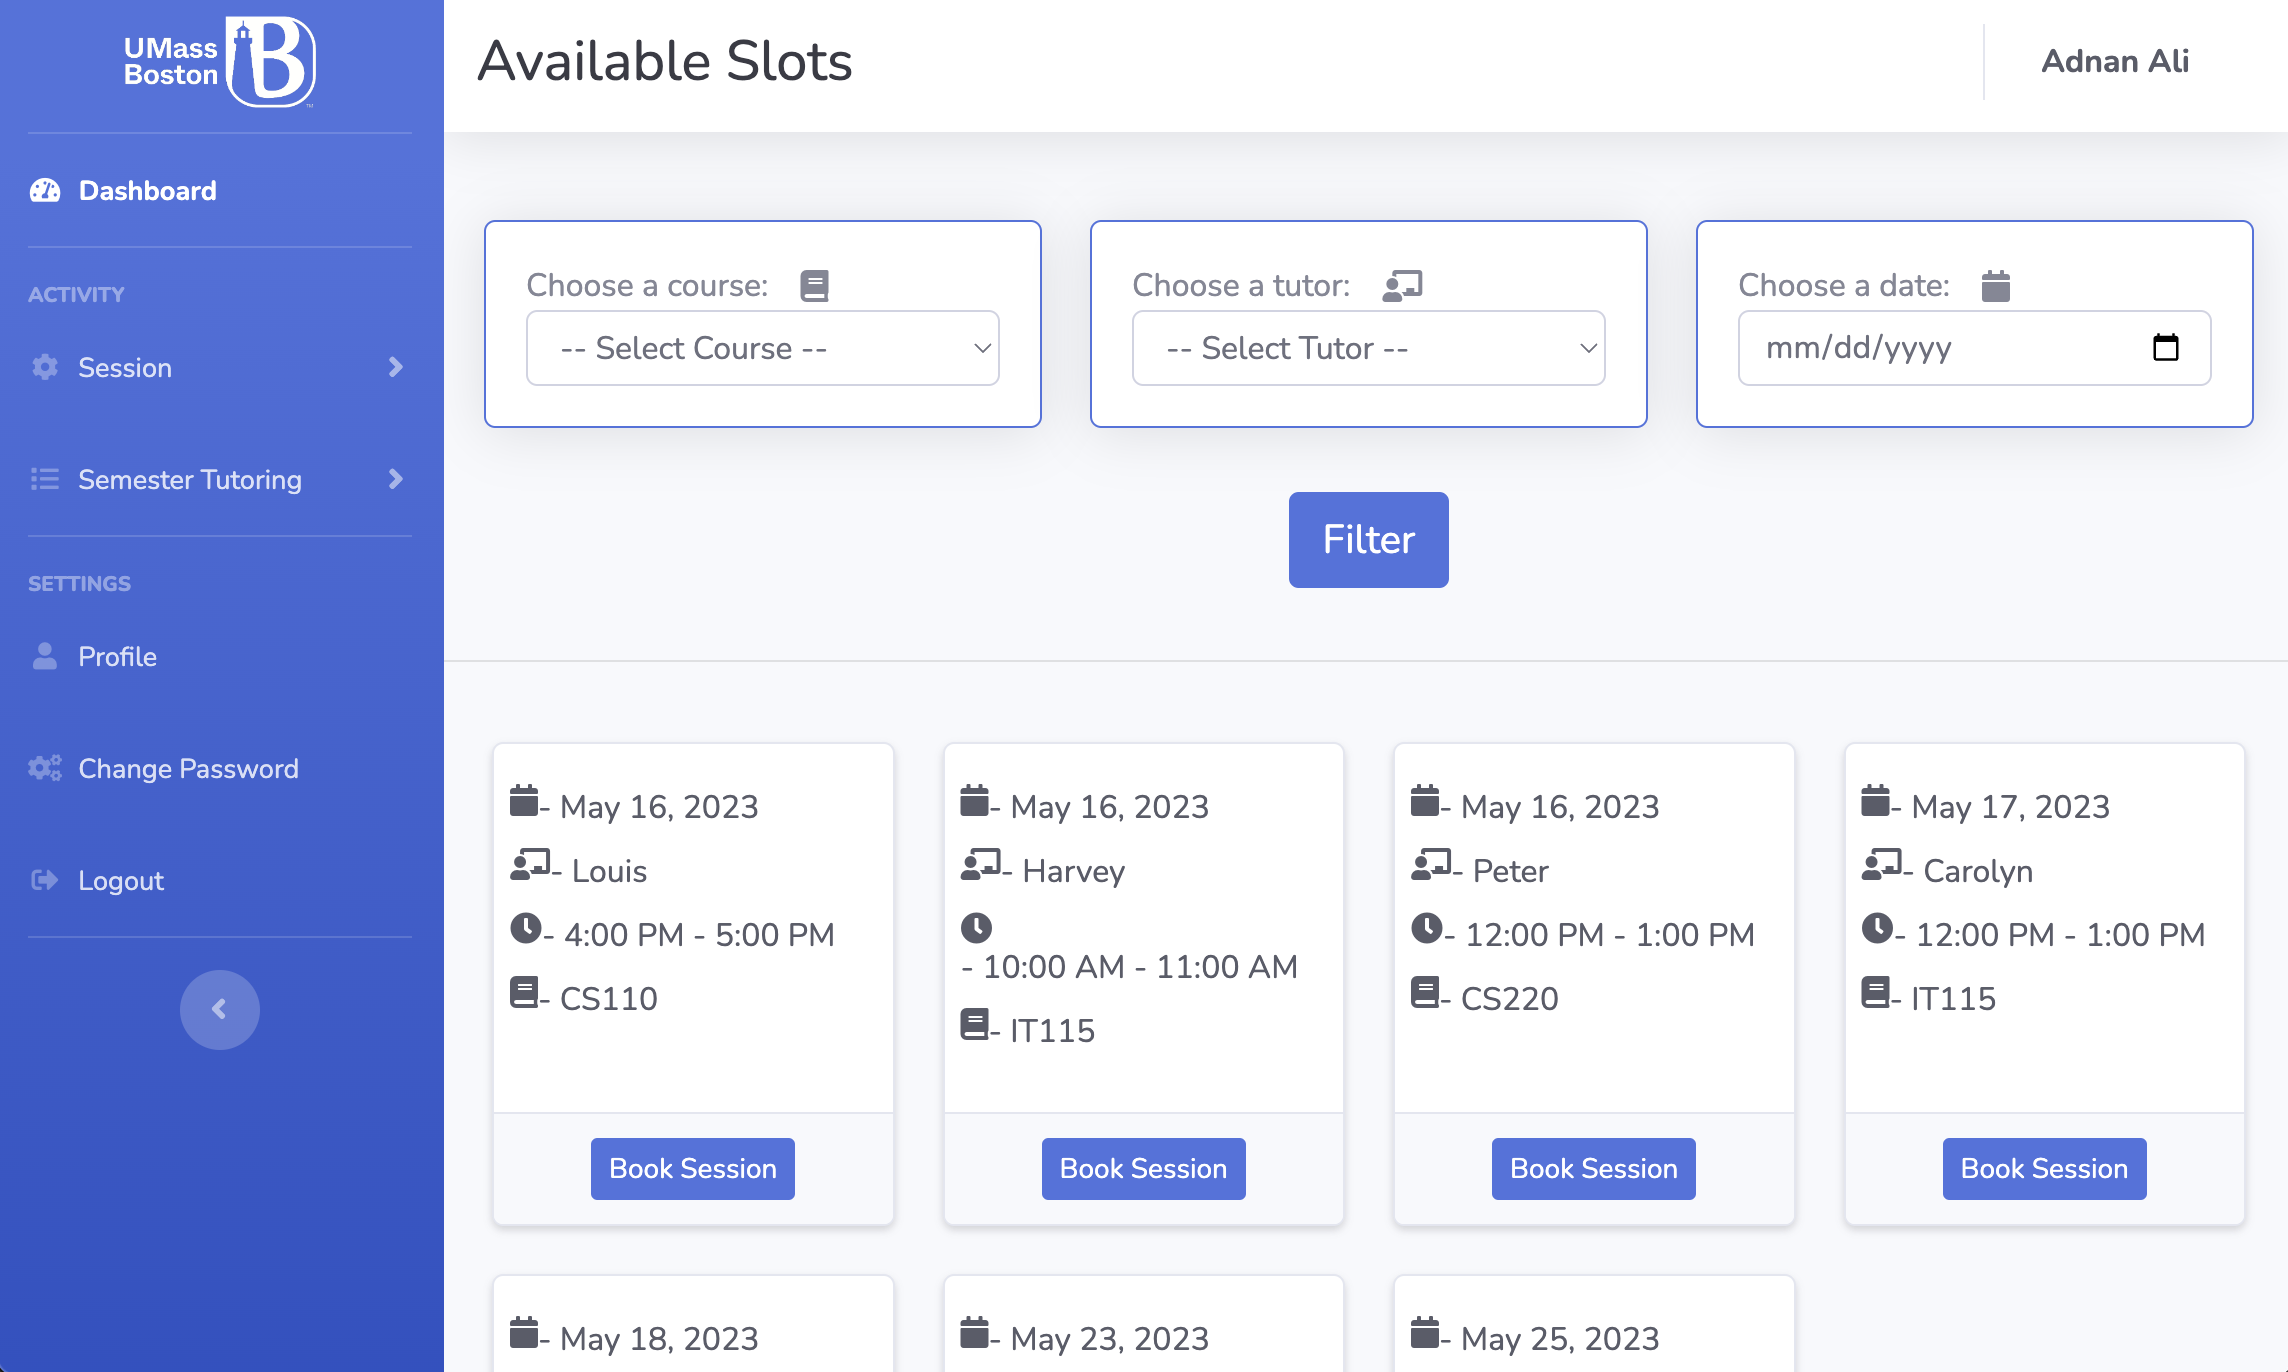 UMass
Boston
Available Slots
Adnan Ali
Dashboard
ACTIVITY
Session
Semester Tutoring
SETTINGS
Profile
Change Password
Logout
Choose a course:
-- Select Course --
Choose a tutor:
-- Select Tutor --
Choose a date:
mm/dd/yyyy
Filter
- May 16, 2023
- Louis
- 4:00 PM - 5:00 PM
- CS110
Book Session
- May 16, 2023
- Harvey
- 10:00 AM - 11:00 AM
- IT115
Book Session
- May 16, 2023
- Peter
- 12:00 PM - 1:00 PM
- CS220
Book Session
- May 17, 2023
- Carolyn
- 12:00 PM - 1:00 PM
- IT115
Book Session
- May 18, 2023
- May 23, 2023
- May 25, 2023